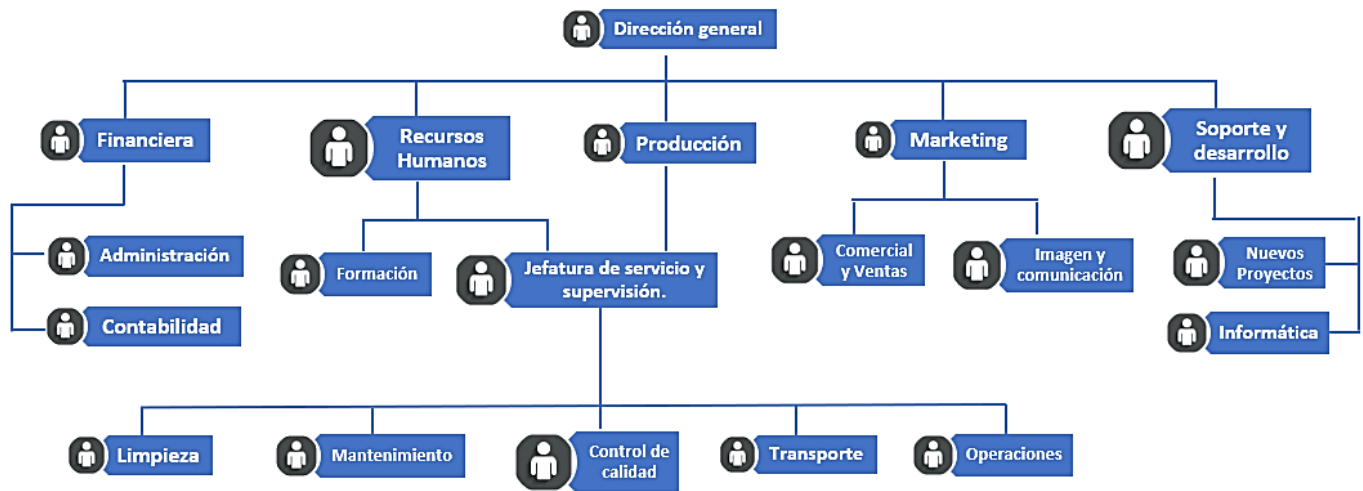 Dirección general
Financiera
Recursos
Humanos
Producción
Marketing
Soporte y
desarrollo
Administración
Contabilidad
Formación
Jefatura de servicio y
supervisión.
Comercial
y Ventas
Imagen y
comunicación
Nuevos
Proyectos
Informática
Limpieza
Mantenimiento
Control de
calidad
Transporte
Operaciones